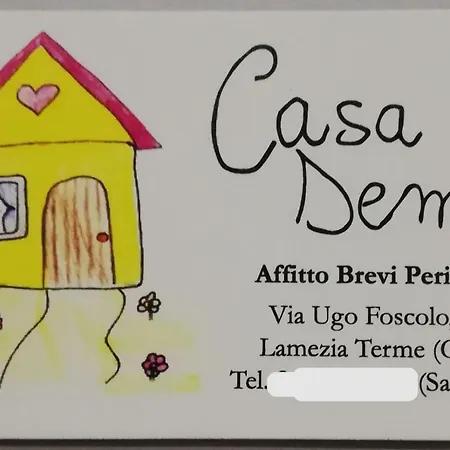 Casa
Dem
Affitto Brevi Peri
Via Ugo Foscolo,
Lamezia Terme (C
Tel. (Sa